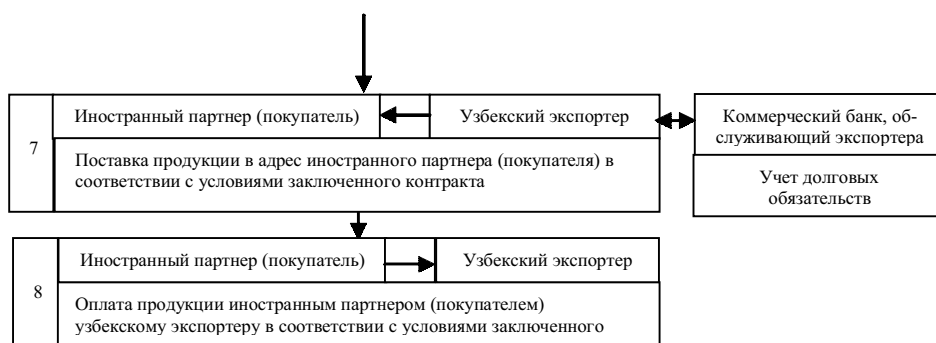 7
Иностранный партнер (покупатель)
Узбекский экспортер
Поставка продукции в адрес иностранного партнера (покупателя) в
соответствии с условиями заключенного контракта
Коммерческий банк, об-
служивающий экспортера
Учет долговых
обязательств
8
Иностранный партнер (покупатель)
Узбекский экспортер
Оплата продукции иностранным партнером (покупателем)
узбекскому экспортеру в соответствии с условиями заключенного